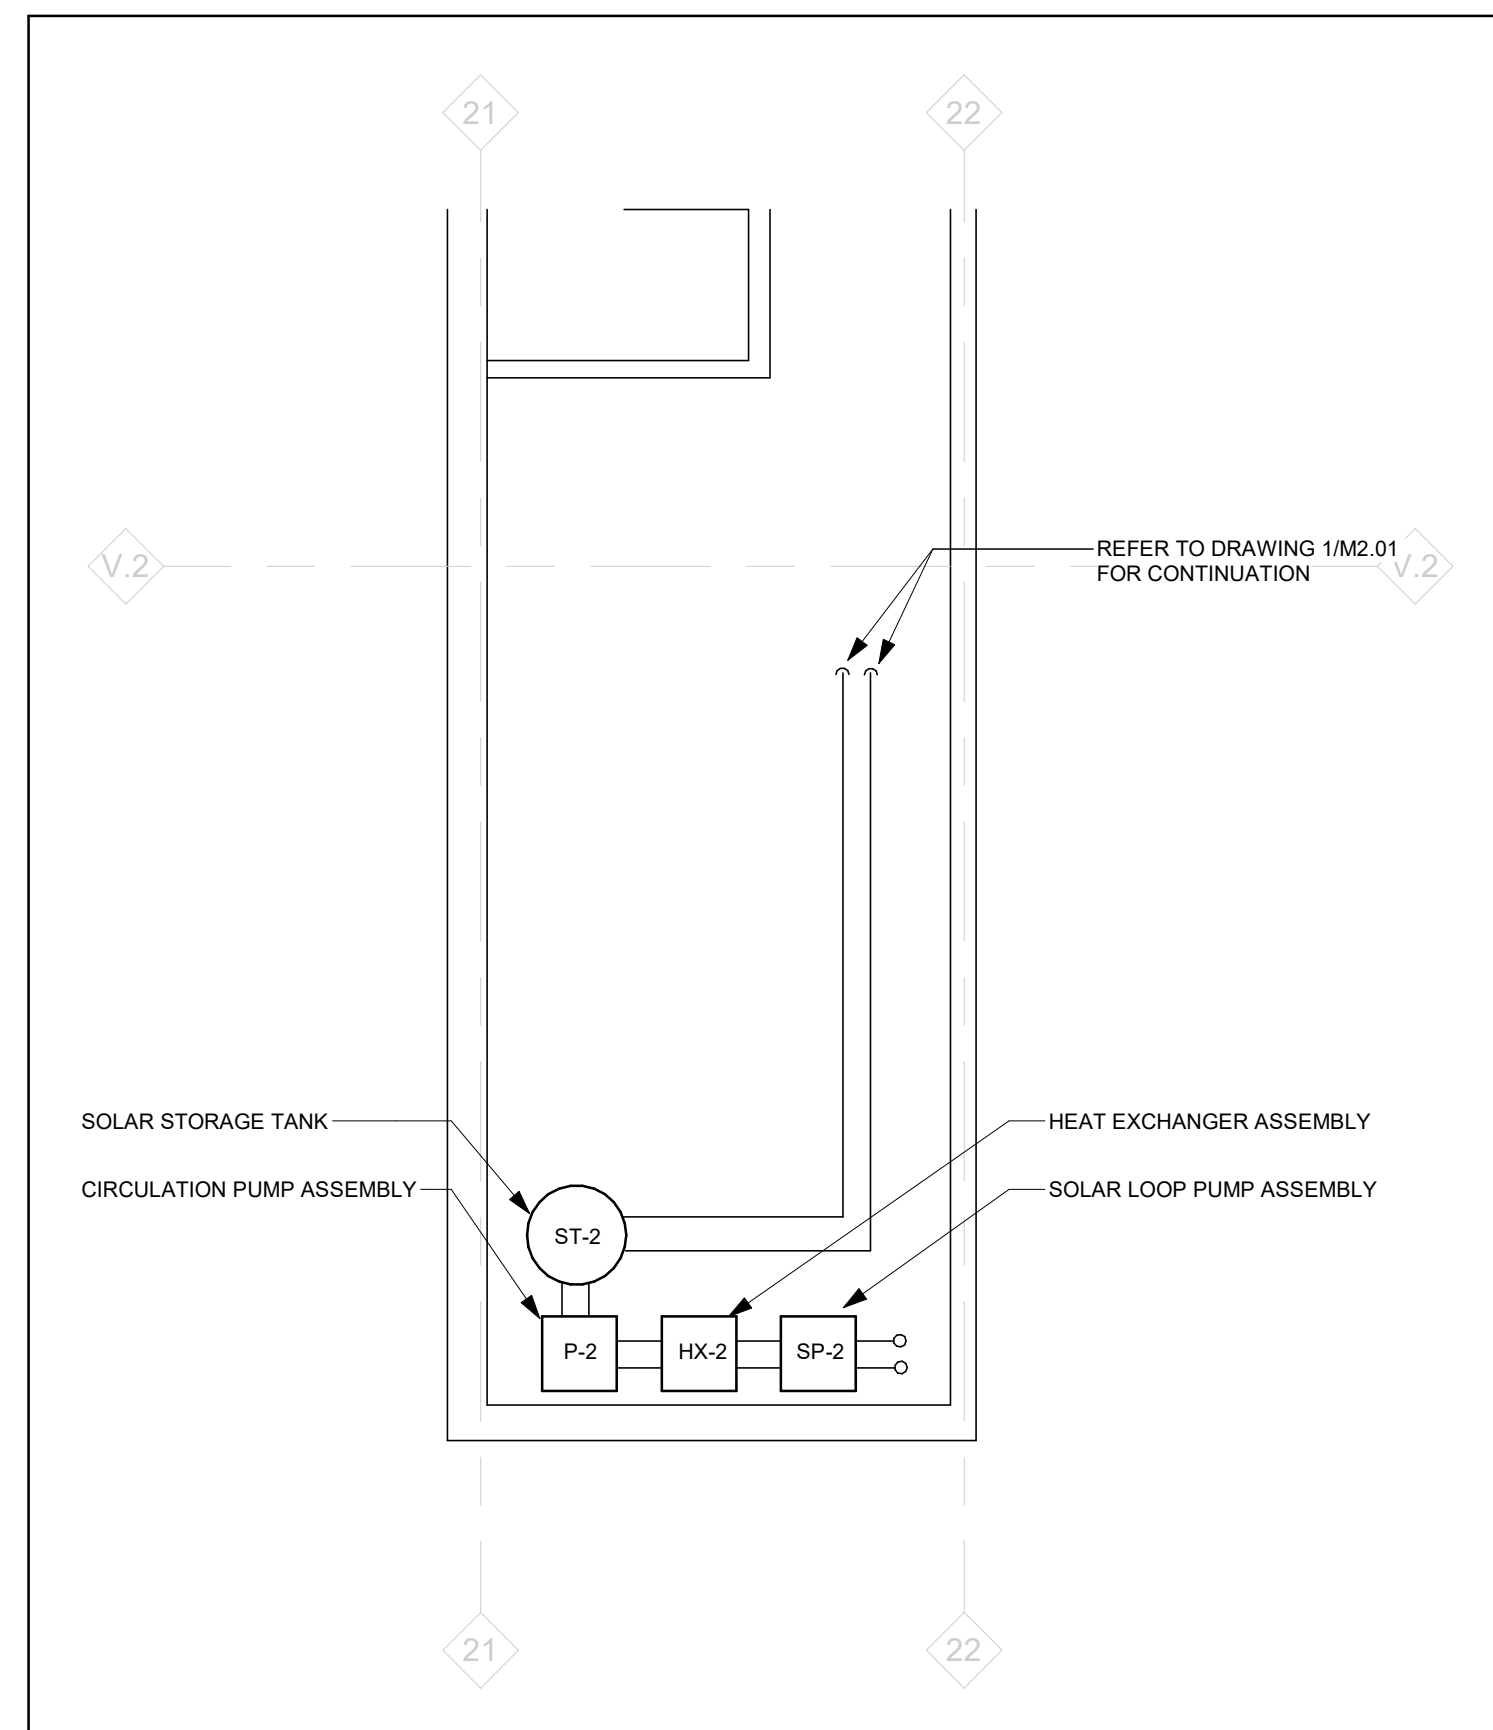 21
22
REFER TO DRAWING 1/M2.01
FOR CONTINUATION
V.2
V.2
SOLAR STORAGE TANK
HEAT EXCHANGER ASSEMBLY
CIRCULATION PUMP ASSEMBLY
SOLAR LOOP PUMP ASSEMBLY
ST-2
P-2
HX-2
SP-2
21
22